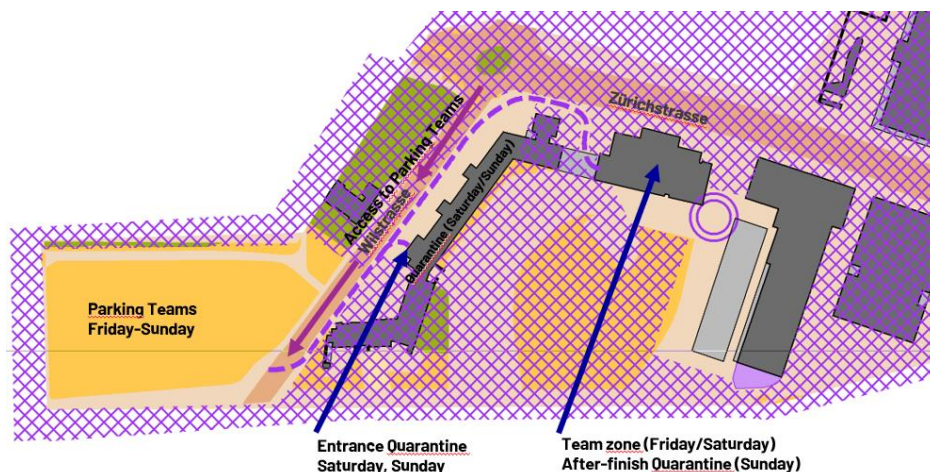 Zürichstrasse
Access to Parking Teams
Wilstrasse
Quarantine (Saturday/Sunday)
Parking Teams
Friday-Sunday
Entrance Quarantine
Saturday, Sunday
Team zone (Friday/Saturday)
After-finish Quarantine (Sunday)